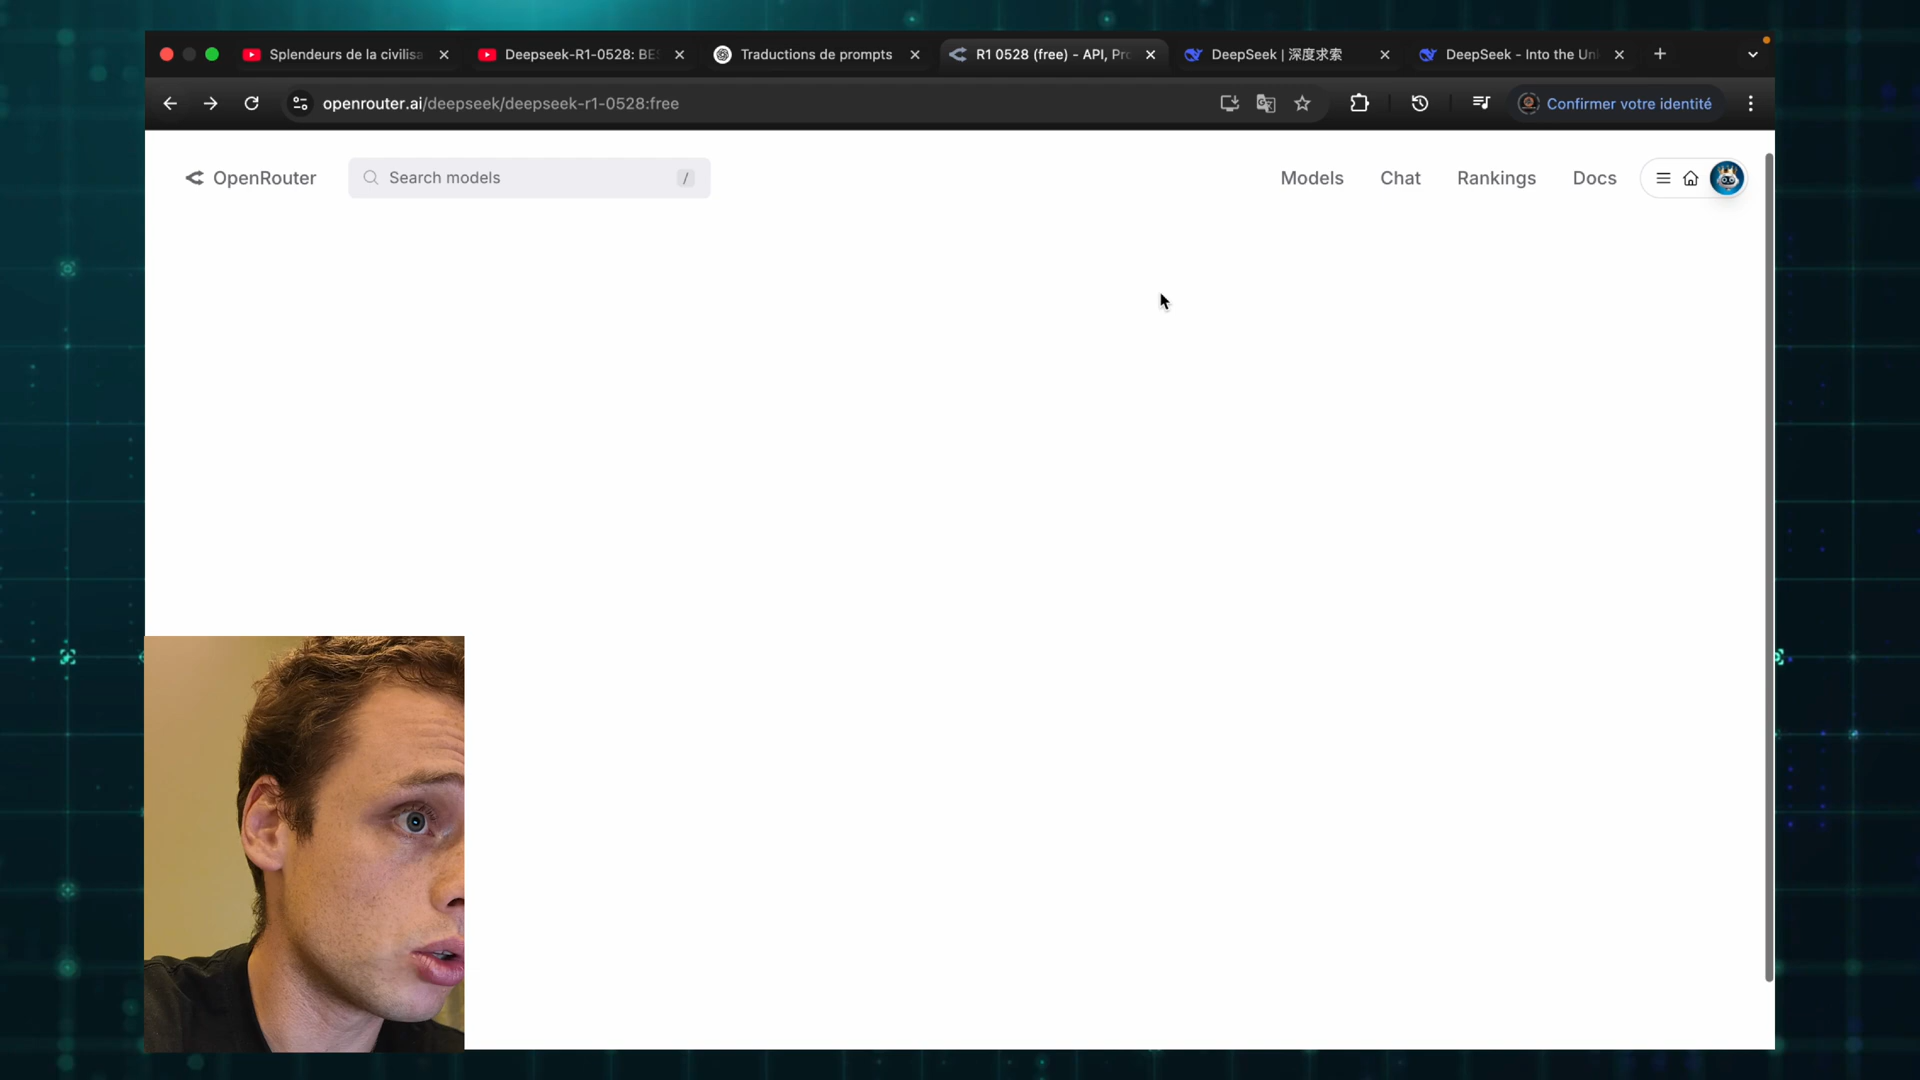 Splendeurs de la civilisa
Deepseek-R1-0528: BES
Traductions de prompts
R1 0528 (free) - API, Pro
DeepSeek | 深度求索
DeepSeek - Into the Un
openrouter.ai/deepseek/deepseek-r1-0528:free
Confirmer votre identité
OpenRouter
Search models
/
Models
Chat
Rankings
Docs